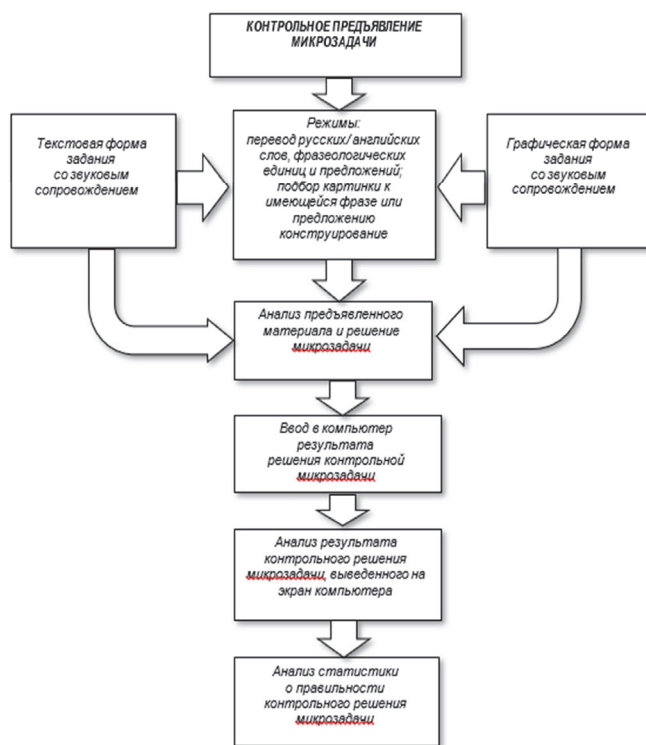 КОНТРОЛЬНОЕ ПРЕДЪЯВЛЕНИЕ
МИКРОЗАДАЧИ
Текстовая форма
задания
со звуковым
сопровождением
Режимы:
перевод русских/ английских
слов, фразеологических
единиц и предложений;
подбор картинки к
имеющейся фразе или
предложению
конструирование
Графическая форма
задания
со звуковым
сопровождением
Анализ предъявленного
материала и решение
микрозадачи
Ввод в компьютер
результата
решения контрольной
микрозадачи
Анализ результата
контрольного решения
микрозадачи, выведенного на
экран компьютера
Анализ статистики
о правильности
контрольного решения
микрозадачи